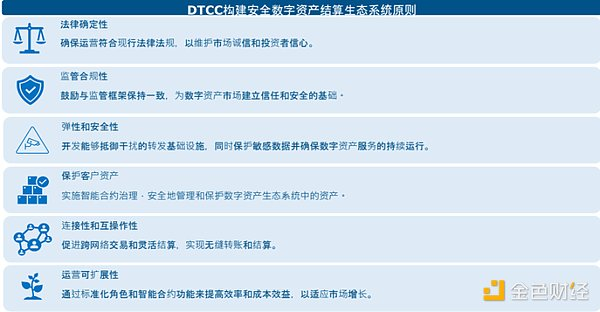 DTCC构建安全数字资产结算生态系统原则
法律确定性
确保运营符合现行法律法规，以维护市场诚信和投资者信心。
监管合规性
鼓励与监管框架保持一致，为数字资产市场建立信任和安全的基础。
弹性和安全性
开发能够抵御干扰的转发基础设施，同时保护敏感数据并确保数字资产服务的持续运行。
保护客户资产
实施智能合约治理，安全地管理和保护数字资产生态系统中的资产。
连接性和互操作性
促进跨网络交易和灵活结算，实现无缝转账和结算。
运营可扩展性
通过标准化角色和智能合约功能来提高效率和成本效益，以适应市场增长。
金色财经